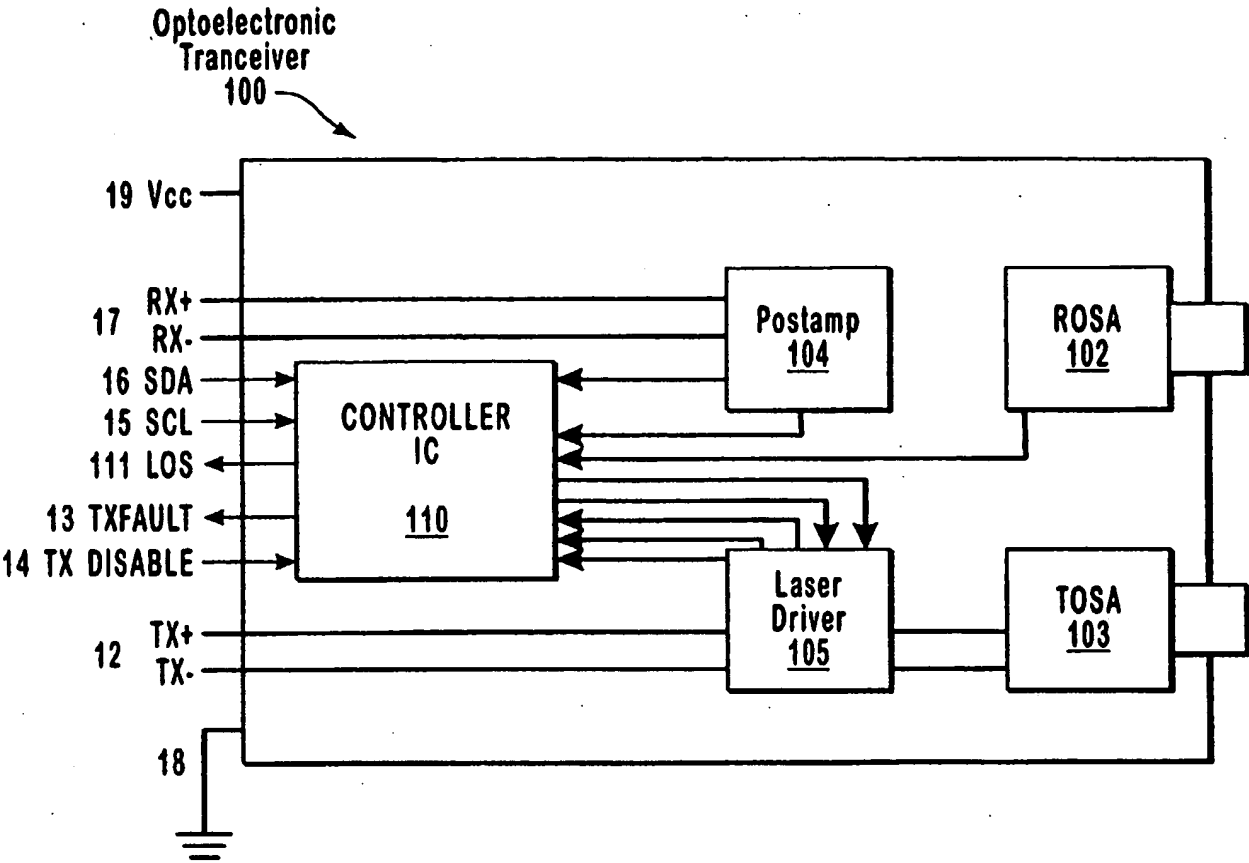 Optoelectronic
Tranceiver
100
19 Vcc
17
RX+
RX-
16 SDA
15 SCL
111 LOS
13 TXFAULT
14 TX DISABLE
12
TX+
TX-
18
CONTROLLER
IC
110
Postamp
104
ROSA
102
Laser
Driver
105
TOSA
103